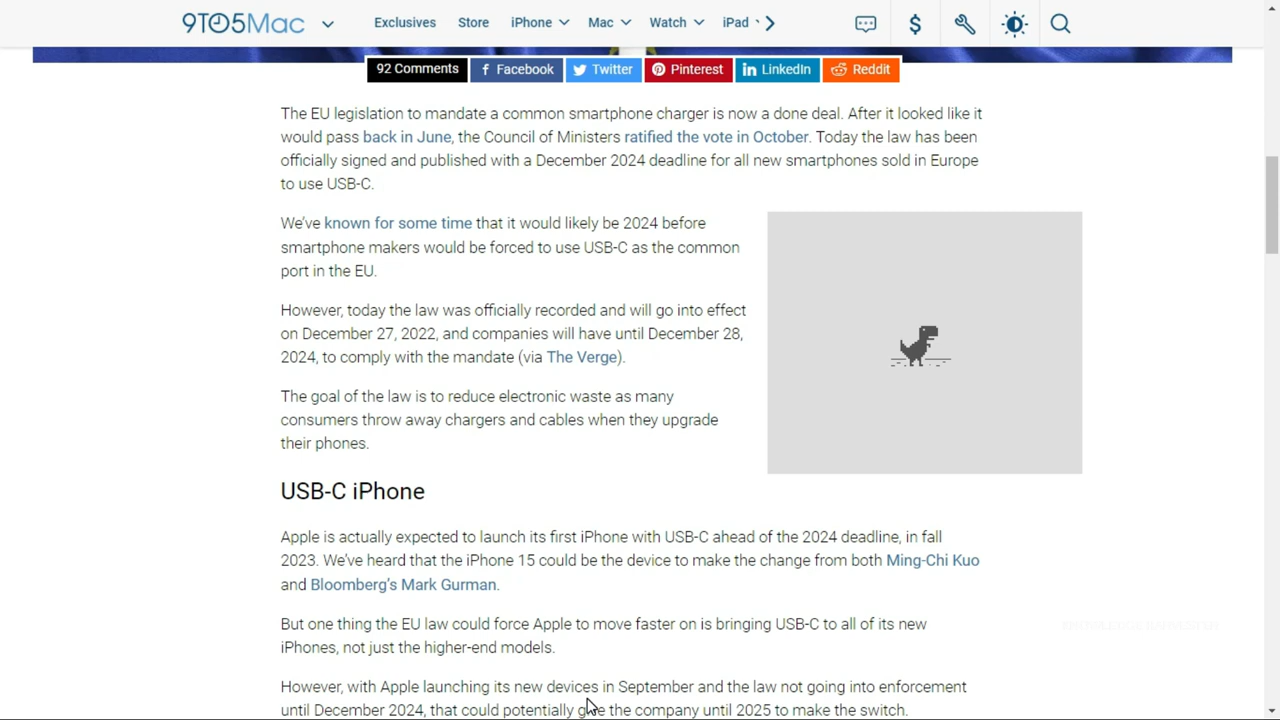 9TO5Mac
Exclusives Store iPhone Mac Watch iPad
92 Comments Facebook Twitter Pinterest LinkedIn Reddit
The EU legislation to mandate a common smartphone charger is now a done deal. After it looked like it
would pass back in June, the Council of Ministers ratified the vote in October. Today the law has been
officially signed and published with a December 2024 deadline for all new smartphones sold in Europe
to use USB-C.
We've known for some time that it would likely be 2024 before
smartphone makers would be forced to use USB-C as the common
port in the EU.
However, today the law was officially recorded and will go into effect
on December 27, 2022, and companies will have until December 28,
2024, to comply with the mandate (via The Verge).
The goal of the law is to reduce electronic waste as many
consumers throw away chargers and cables when they upgrade
their phones.
USB-C iPhone
Apple is actually expected to launch its first iPhone with USB-C ahead of the 2024 deadline, in fall
2023. We've heard that the iPhone 15 could be the device to make the change from both Ming-Chi Kuo
and Bloomberg's Mark Gurman.
But one thing the EU law could force Apple to move faster on is bringing USB-C to all of its new
iPhones, not just the higher-end models.
However, with Apple launching its new devices in September and the law not going into enforcement
until December 2024, that could potentially give the company until 2025 to make the switch.